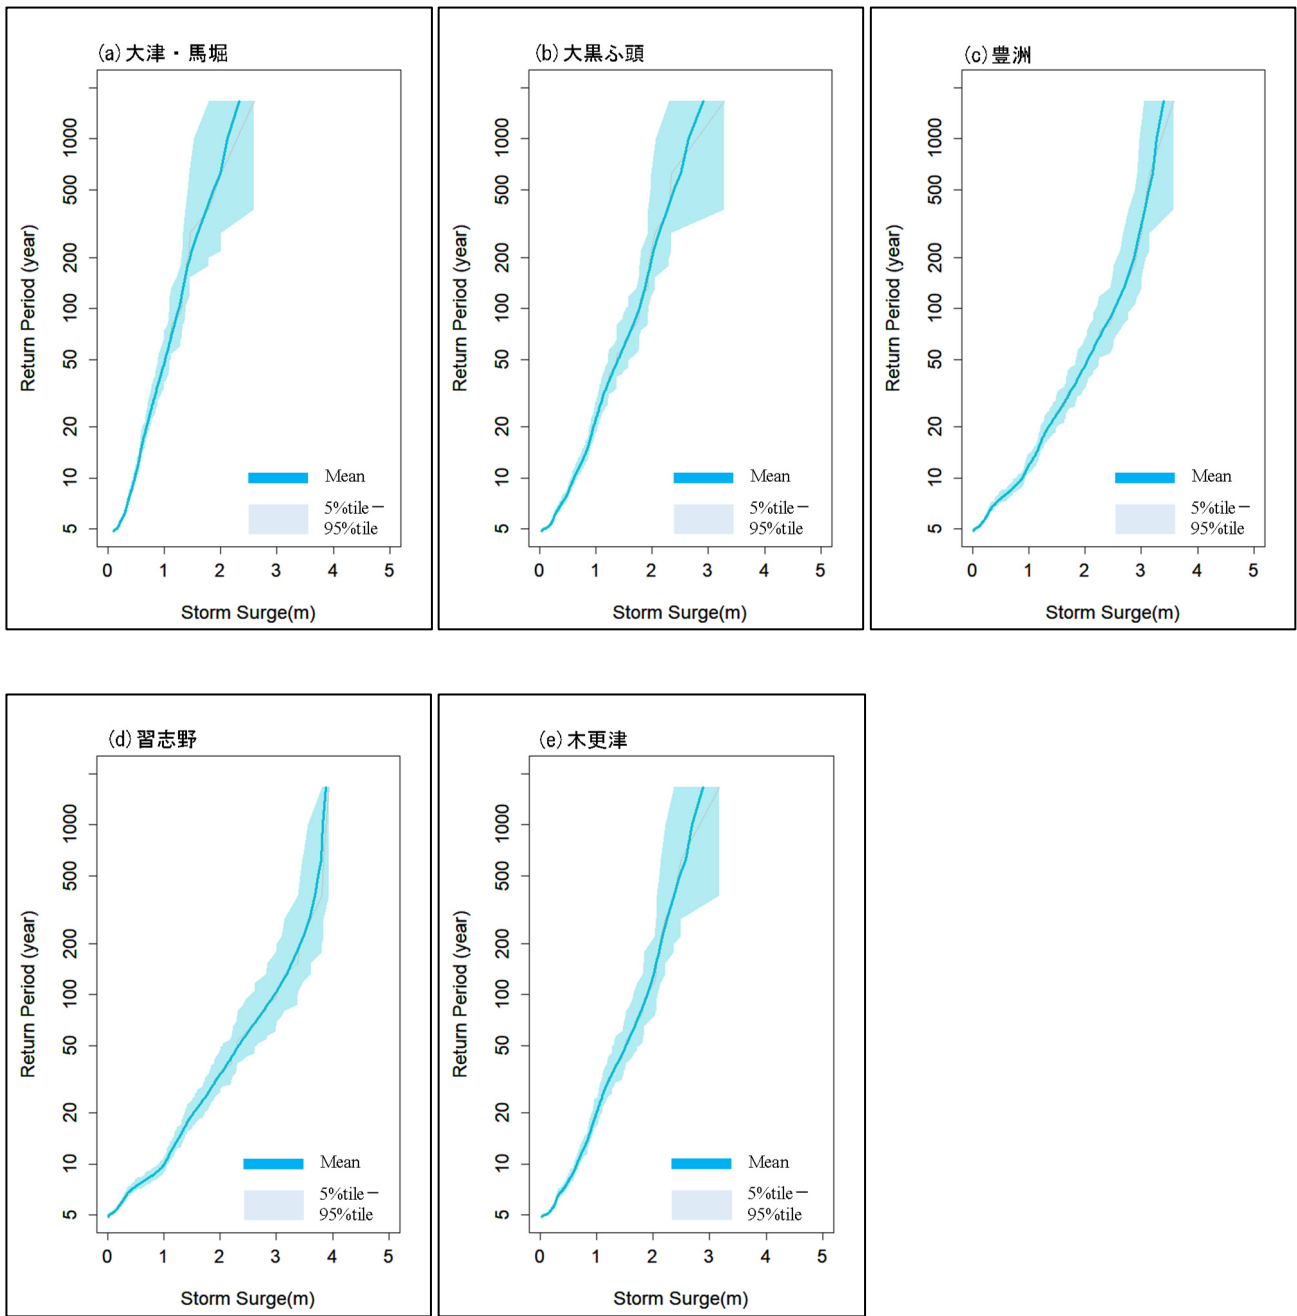 (a)大津・馬堀
1000
500
200
100
50
20
10
5
Return Period (year)
Mean
5%tile－
95%tile
0 1 2 3 4 5
Storm Surge(m)
(b)大黒ふ頭
1000
500
200
100
50
20
10
5
Return Period (year)
Mean
5%tile－
95%tile
0 1 2 3 4 5
Storm Surge(m)
(c)豊洲
1000
500
200
100
50
20
10
5
Return Period (year)
Mean
5%tile－
95%tile
0 1 2 3 4 5
Storm Surge(m)
(d)習志野
1000
500
200
100
50
20
10
5
Return Period (year)
Mean
5%tile－
95%tile
0 1 2 3 4 5
Storm Surge(m)
(e)木更津
1000
500
200
100
50
20
10
5
Return Period (year)
Mean
5%tile－
95%tile
0 1 2 3 4 5
Storm Surge(m)